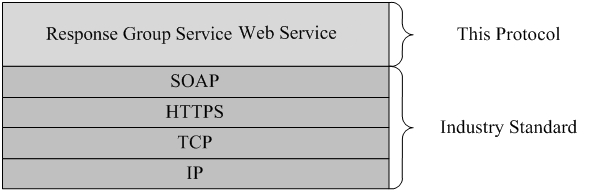 Response Group Service Web Service
This Protocol
SOAP
HTTPS
TCP
IP
Industry Standard